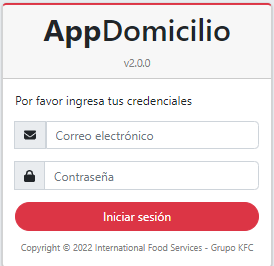 AppDomicilio
v2.0.0
Por favor ingresa tus credenciales
Correo electrónico
Contraseña
Iniciar sesión
Copyright © 2022 International Food Services - Grupo KFC